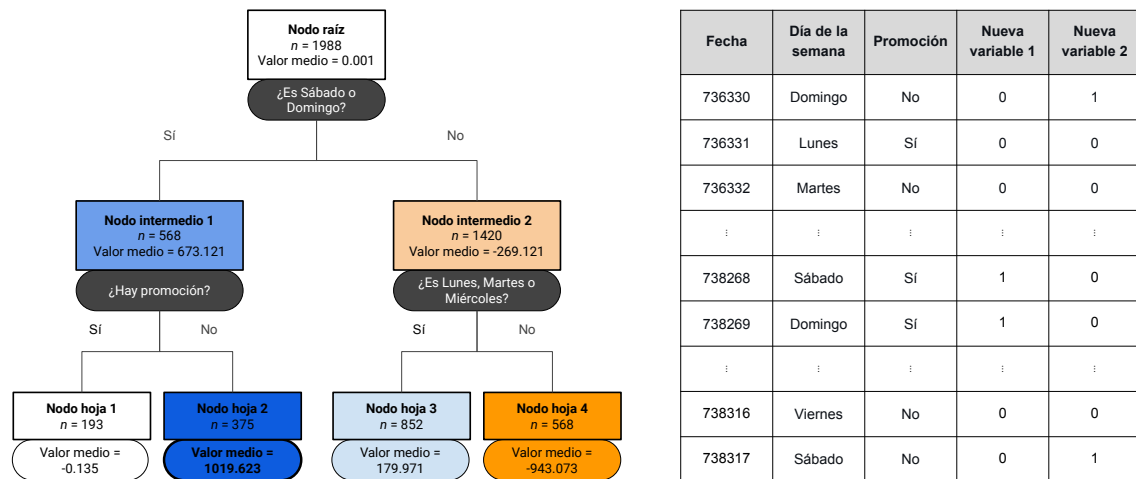 Nodo raíz
n = 1988
Valor medio = 0.001
¿Es Sábado o
Domingo?
Sí
No
Nodo intermedio 1
n = 568
Valor medio = 673.121
¿Hay promoción?
Nodo intermedio 2
n = 1420
Valor medio = -269.121
¿Es Lunes, Martes o
Miércoles?
Sí
No
Sí
No
Nodo hoja 1
n = 193
Valor medio =
-0.135
Nodo hoja 2
n = 375
Valor medio =
1019.623
Nodo hoja 3
n = 852
Valor medio =
179.971
Nodo hoja 4
n = 568
Valor medio =
-943.073
Fecha Día de la semana Promoción Nueva variable 1 Nueva variable 2
736330 Domingo No 0 1
736331 Lunes Sí 0 0
736332 Martes No 0 0
⋮ ⋮ ⋮ ⋮ ⋮
738268 Sábado Sí 1 0
738269 Domingo Sí 1 0
⋮ ⋮ ⋮ ⋮ ⋮
738316 Viernes No 0 0
738317 Sábado No 0 1